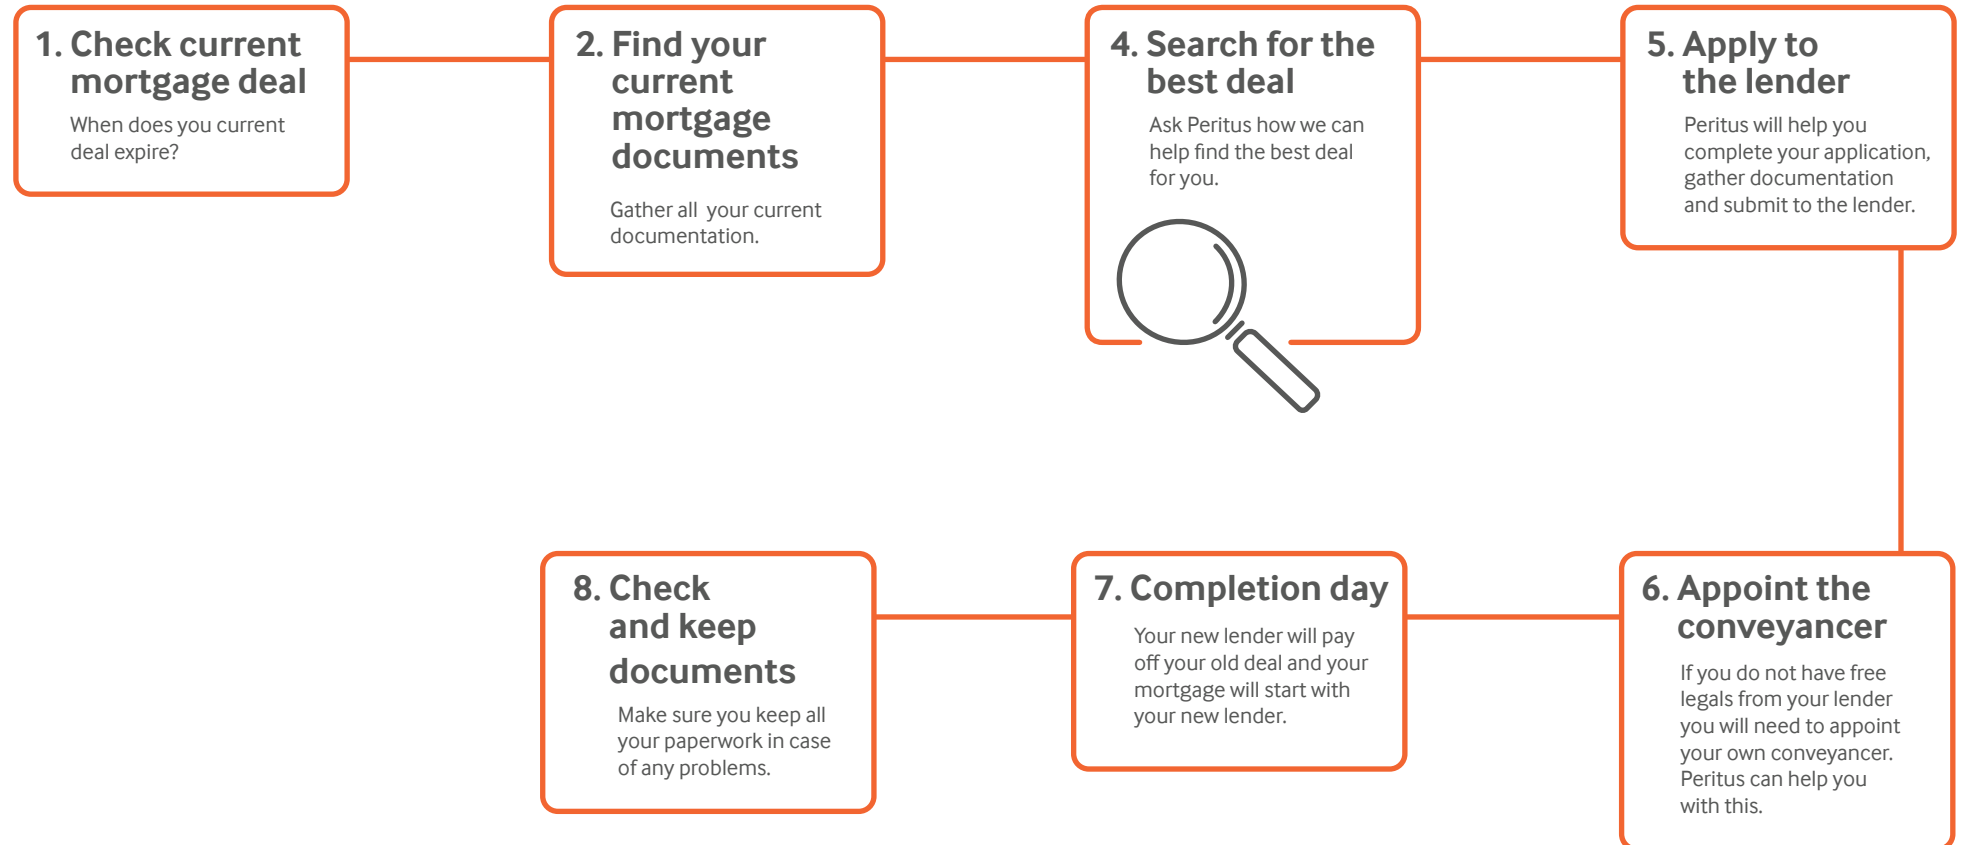 1. Check current
mortgage deal
When does you current
deal expire?
2. Find your
current
mortgage
documents
Gather all  your current
documentation.
4. Search for the
best deal
Ask Peritus how we can
help find the best deal
for you.
5. Apply to
the lender
Peritus will help you
complete your application,
gather documentation
and submit to the lender.
6. Appoint the
conveyancer
If you do not have free
legals from your lender
you will need to appoint
your own conveyancer.
Peritus can help you
with this.
7. Completion day
Your new lender will pay
off your old deal and your
mortgage will start with
your new lender.
8. Check
and keep
documents
Make sure you keep all
your paperwork in case
of any problems.